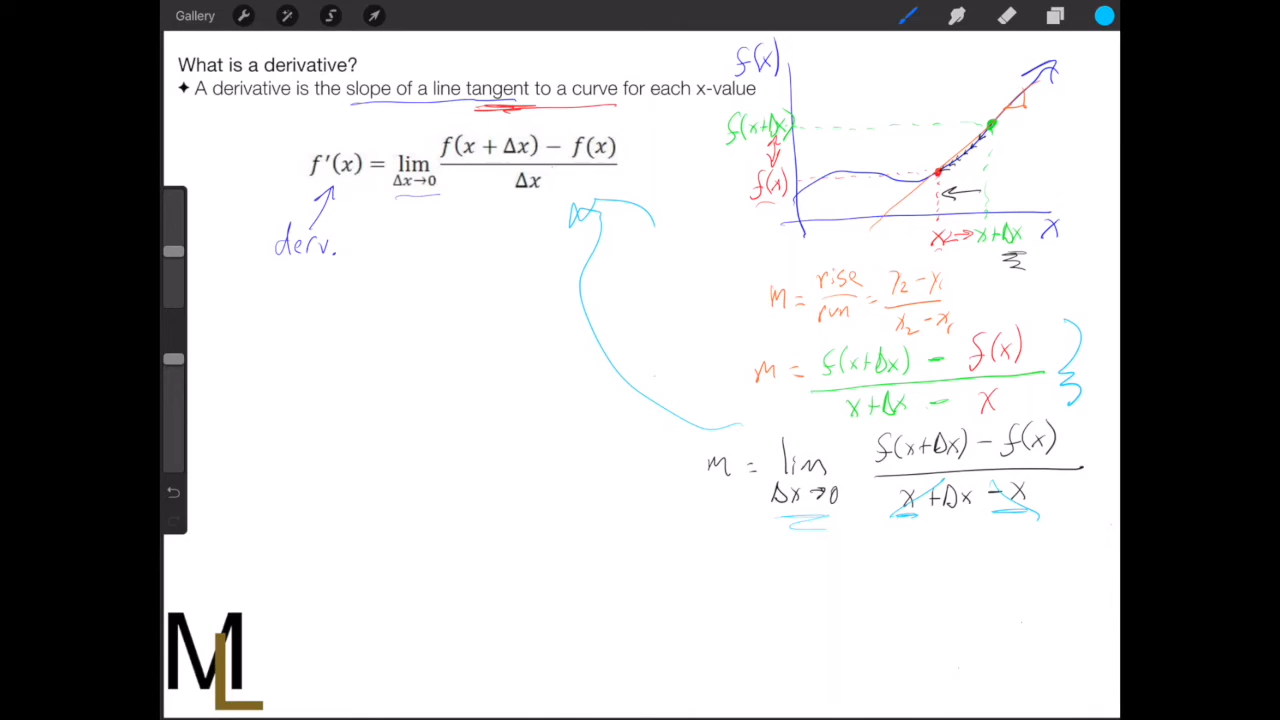 Gallery
What is a derivative?
✦ A derivative is the slope of a line tangent to a curve for each x-value
f'(x) = lim Δx→0 f(x + Δx) − f(x) / Δx
deriv.
f(x)
f(x+Δx)
f(x)
x ↔ x+Δx
x
m = rise/run = y₂ − y₁ / x₂ − x₁
m = f(x+Δx) − f(x) / x+Δx − x
m = lim Δx→0 f(x+Δx) − f(x) / x+Δx − x
ML